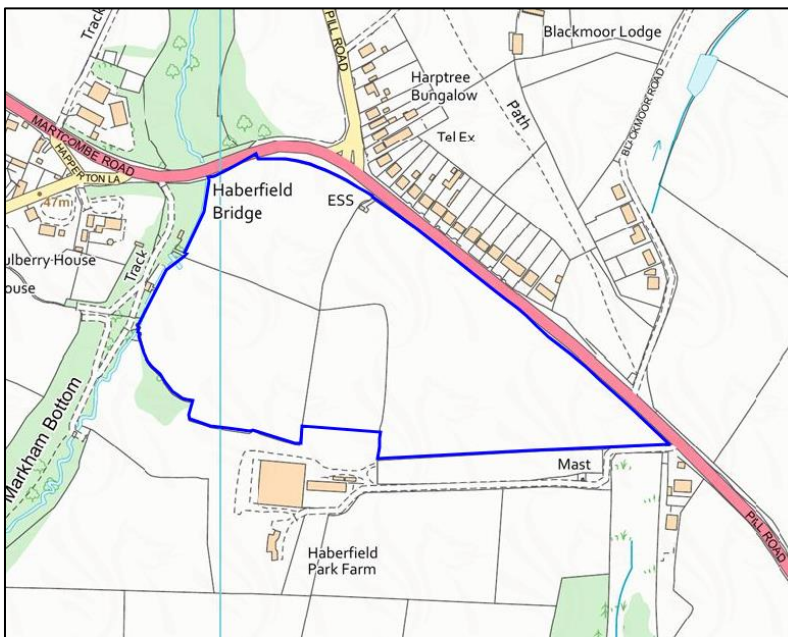 Track
PILL ROAD
Blackmoor Lodge
Harptree
Bungalow
Path
Tel Ex
BLACKMOOR ROAD
MARTCOMBE ROAD
HAPPERTON LA
47m
Haberfield
Bridge
ESS
ulberry House
ouse
Track
Markham Bottom
Mast
PILL ROAD
Haberfield
Park Farm